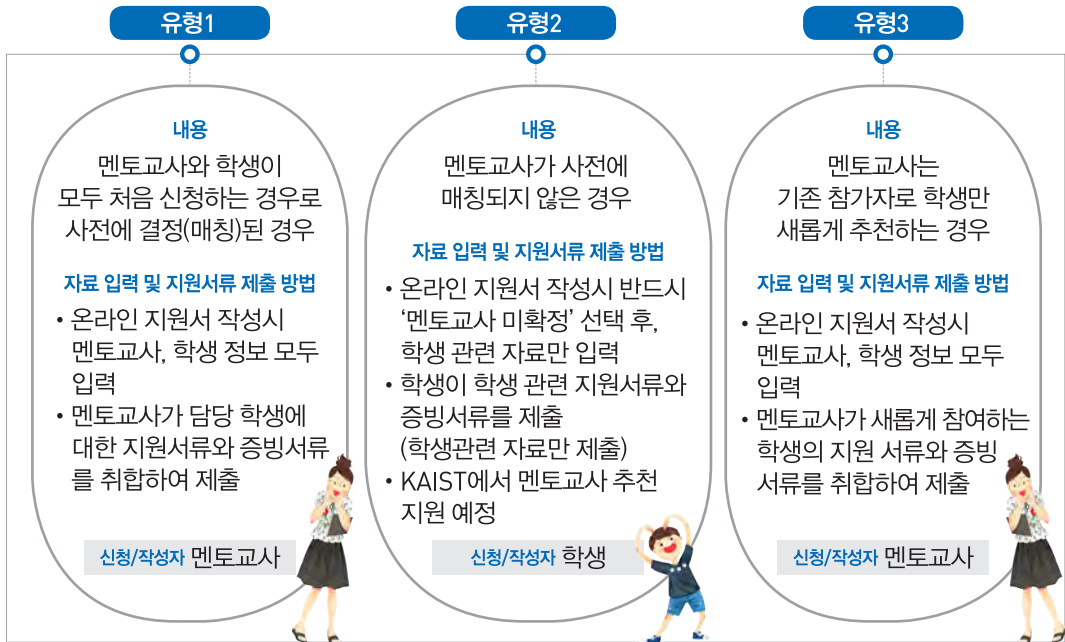 유형1
내용
멘토교사와 학생이
모두 처음 신청하는 경우로
사전에 결정(매칭)된 경우
자료 입력 및 지원서류 제출 방법
• 온라인 지원서 작성시
멘토교사, 학생 정보 모두
입력
• 멘토교사가 담당 학생에
대한 지원서류와 증빙서류
를 취합하여 제출
신청/작성자 멘토교사
유형2
내용
멘토교사가 사전에
매칭되지 않은 경우
자료 입력 및 지원서류 제출 방법
• 온라인 지원서 작성시 반드시
‘멘토교사 미확정’ 선택 후,
학생 관련 자료만 입력
• 학생이 학생 관련 지원서류와
증빙서류를 제출
(학생관련 자료만 제출)
• KAIST에서 멘토교사 추천
지원 예정
신청/작성자 학생
유형3
내용
멘토교사는
기존 참가자로 학생만
새롭게 추천하는 경우
자료 입력 및 지원서류 제출 방법
• 온라인 지원서 작성시
멘토교사, 학생 정보 모두
입력
• 멘토교사가 새롭게 참여하는
학생의 지원 서류와 증빙
서류를 취합하여 제출
신청/작성자 멘토교사